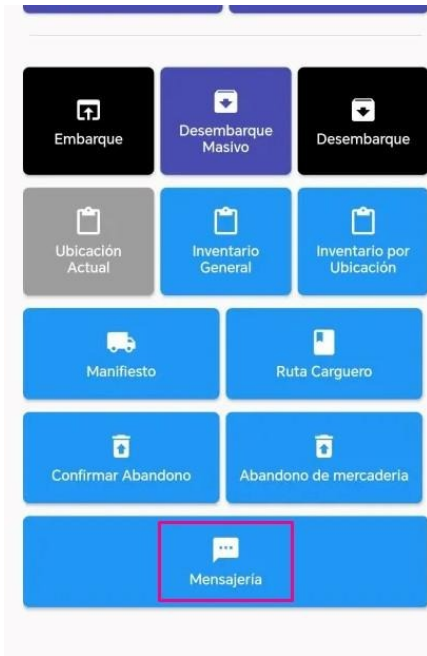 Embarque
Desembarque
Masivo
Desembarque
Ubicación
Actual
Inventario
General
Inventario por
Ubicación
Manifiesto
Ruta Carguero
Confirmar Abandono
Abandono de mercaderia
Mensajería